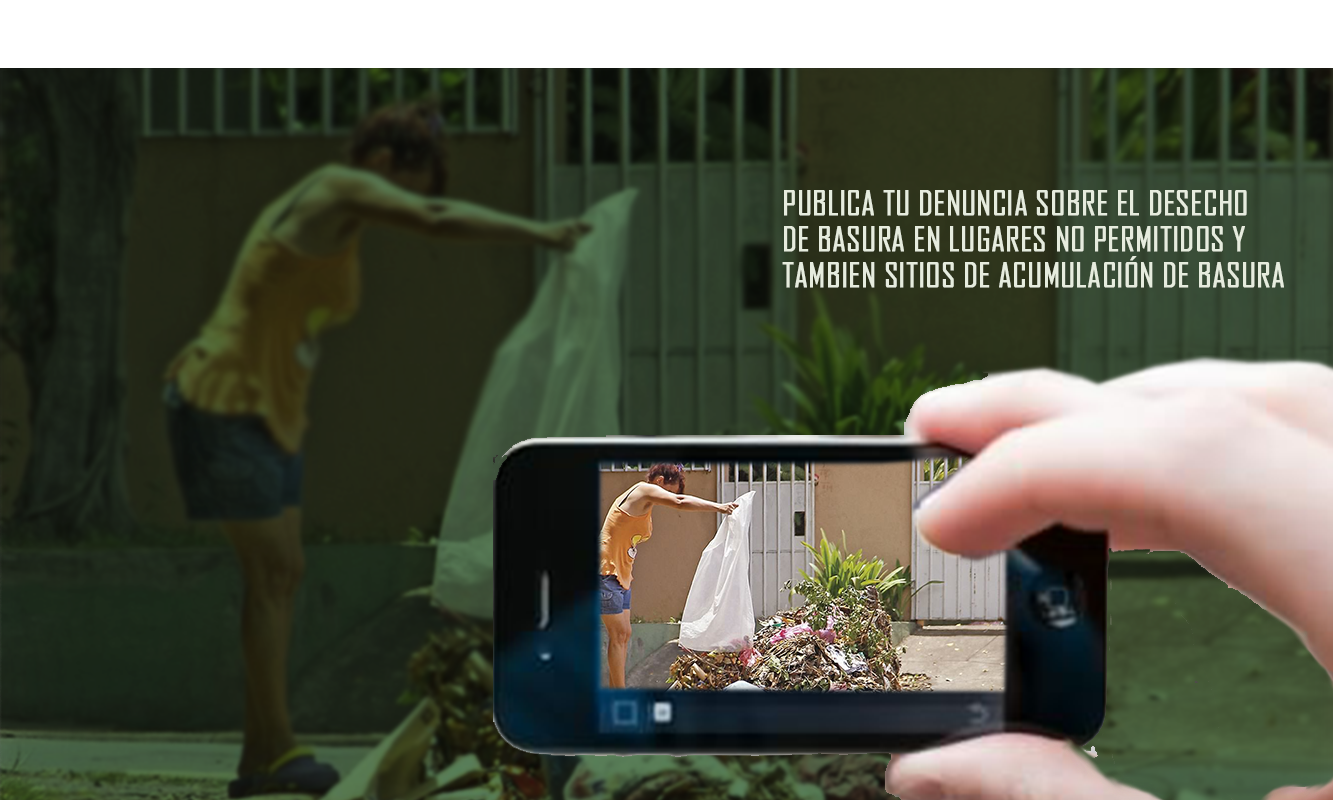 PUBLICA TU DENUNCIA SOBRE EL DESECHO
DE BASURA EN LUGARES NO PERMITIDOS Y
TAMBIEN SITIOS DE ACUMULACIÓN DE BASURA